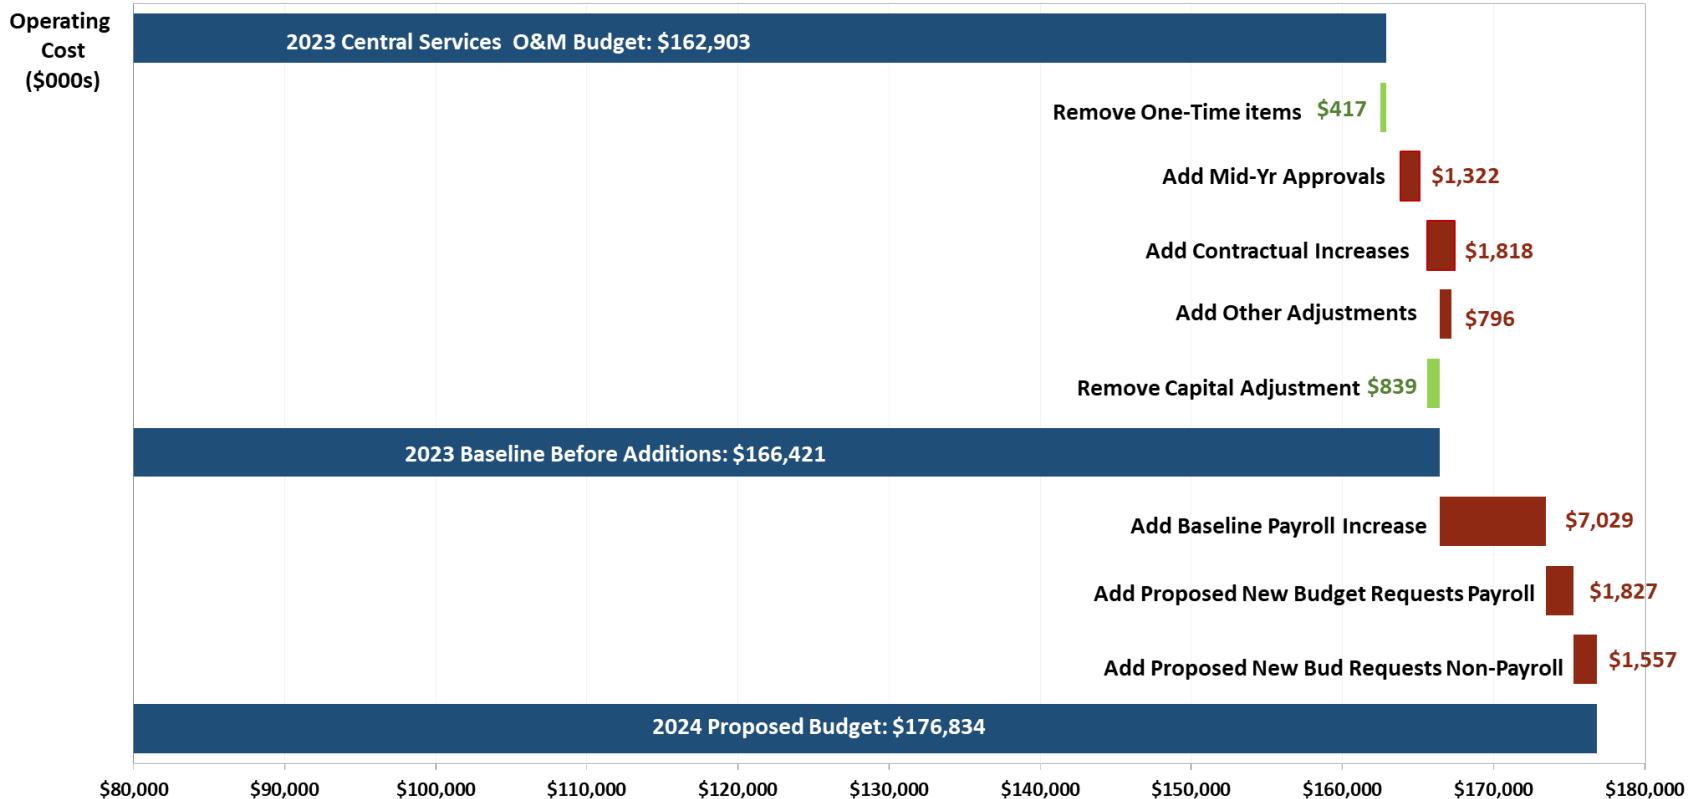 Operating
Cost
($000s)
2023 Central Services O&M Budget: $162,903
Remove One-Time items $417
Add Mid-Yr Approvals $1,322
Add Contractual Increases $1,818
Add Other Adjustments $796
Remove Capital Adjustment $839
2023 Baseline Before Additions: $166,421
Add Baseline Payroll Increase $7,029
Add Proposed New Budget Requests Payroll $1,827
Add Proposed New Bud Requests Non-Payroll $1,557
2024 Proposed Budget: $176,834
$80,000 $90,000 $100,000 $110,000 $120,000 $130,000 $140,000 $150,000 $160,000 $170,000 $180,000